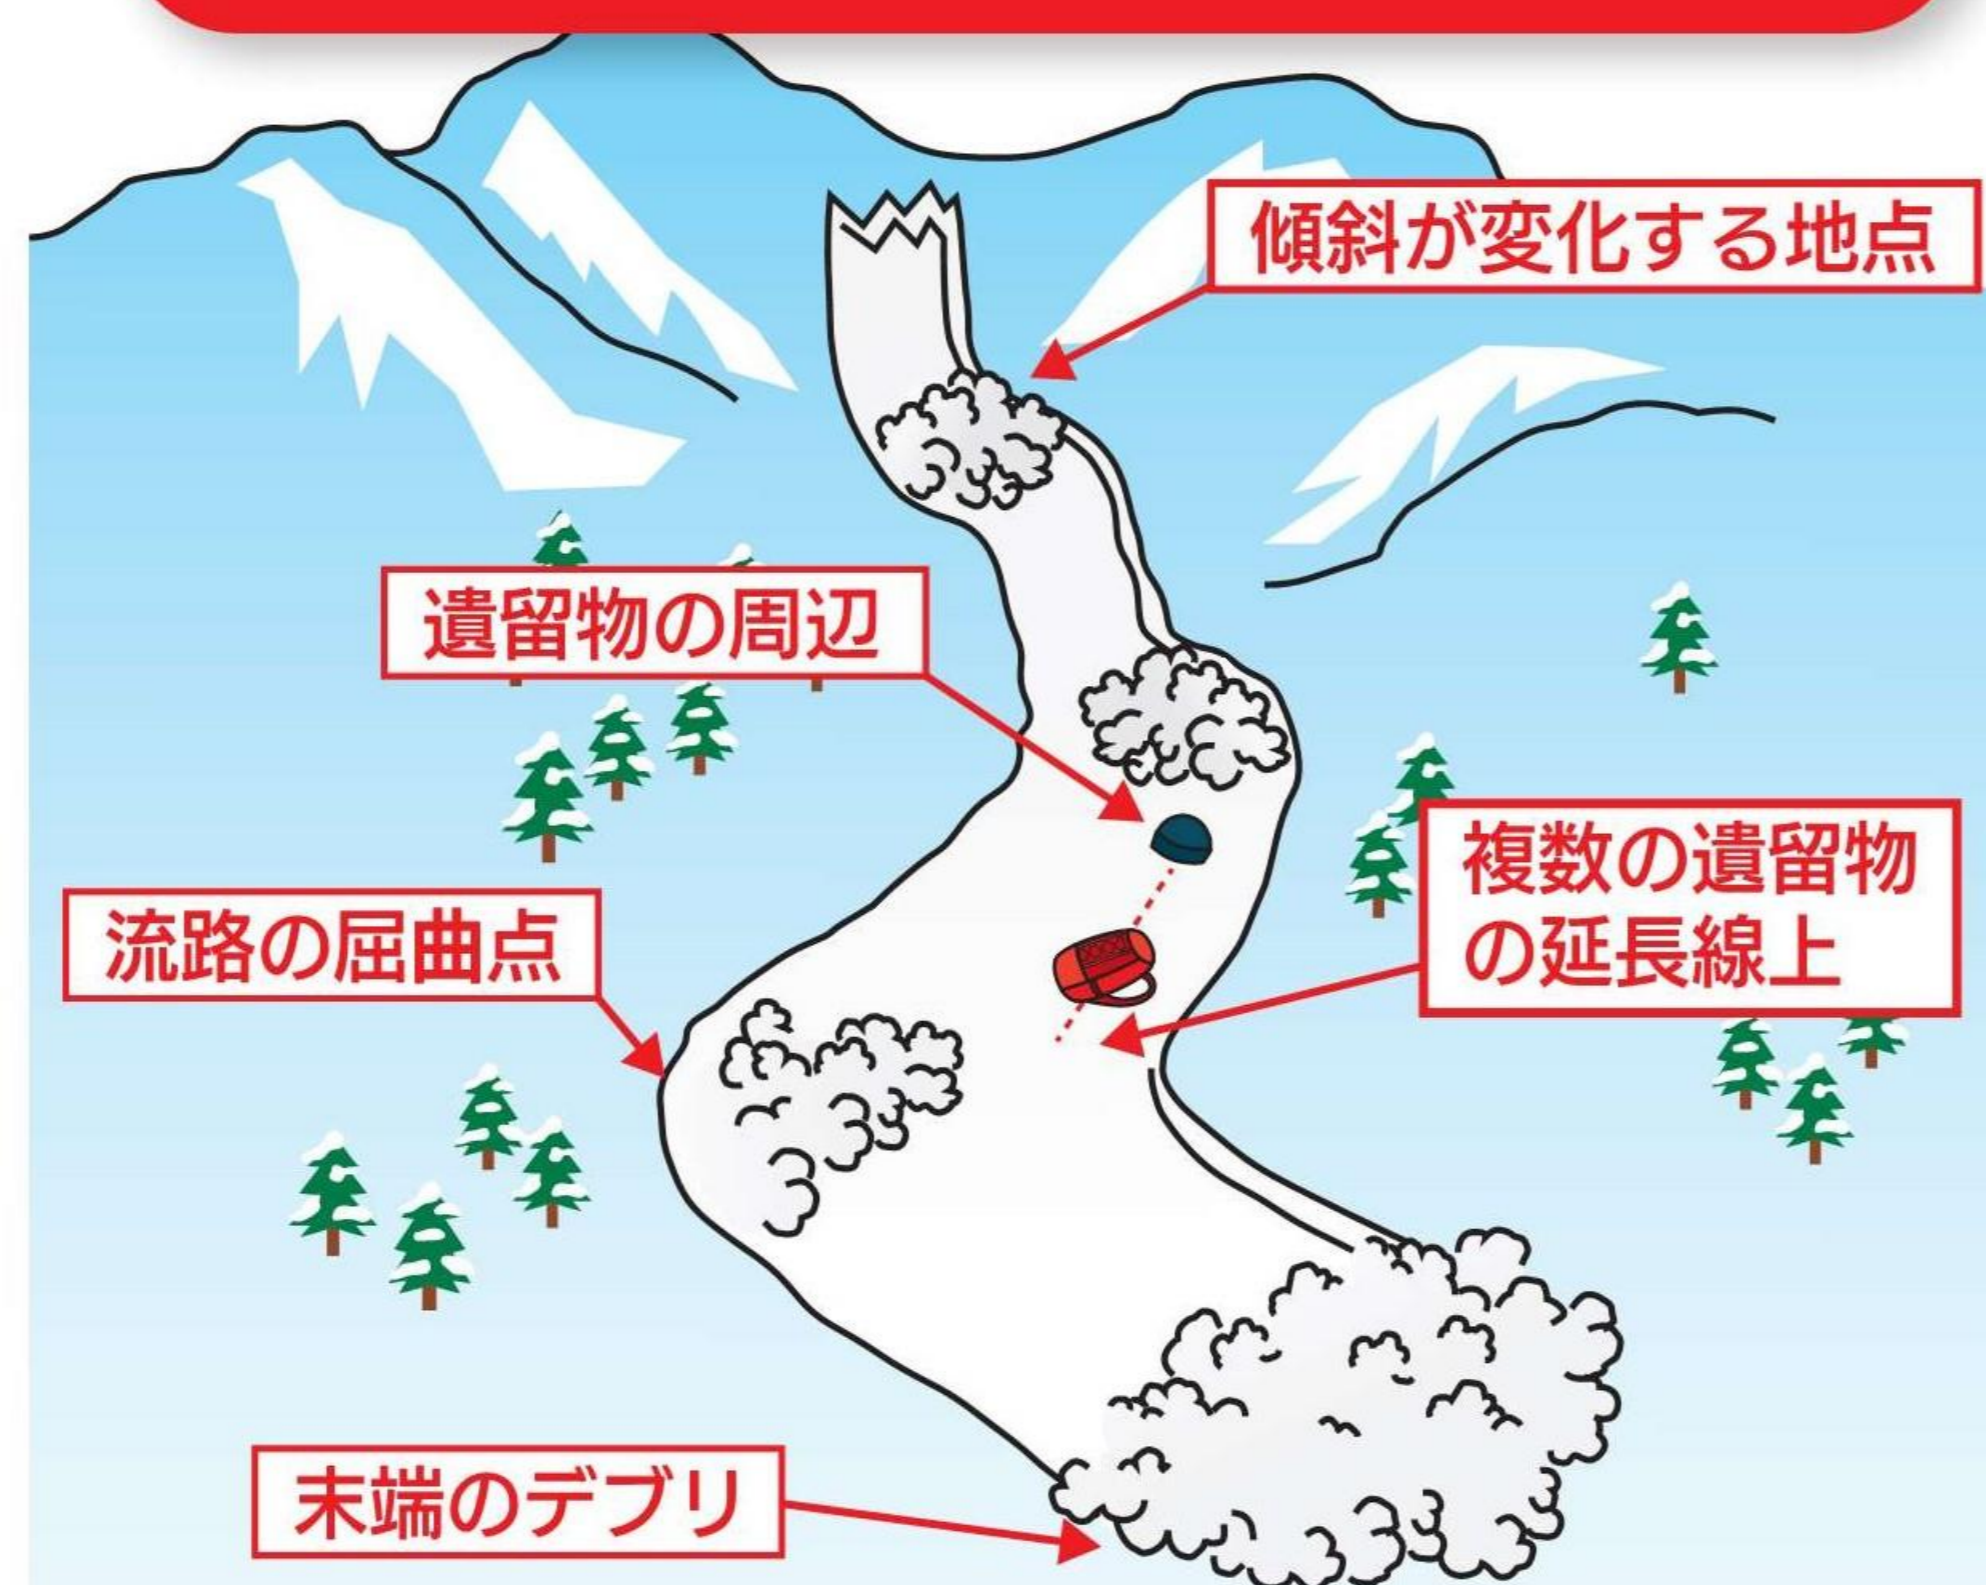 傾斜が変化する地点
遺留物の周辺
複数の遺留物
の延長線上
流路の屈曲点
末端のデブリ